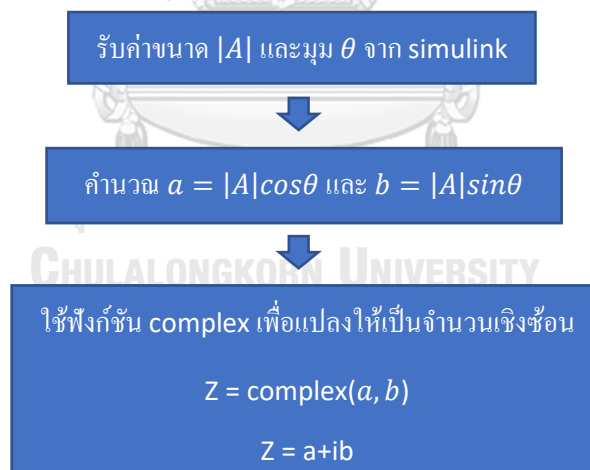 รับค่าขนาด |A| และมุม θ จาก simulink
คำนวณ a = |A|cosθ และ b = |A|sinθ
CHULALONGKORN UNIVERSITY
ใช้ฟังก์ชัน complex เพื่อแปลงให้เป็นจำนวนเชิงซ้อน
Z = complex(a, b)
Z = a+ib